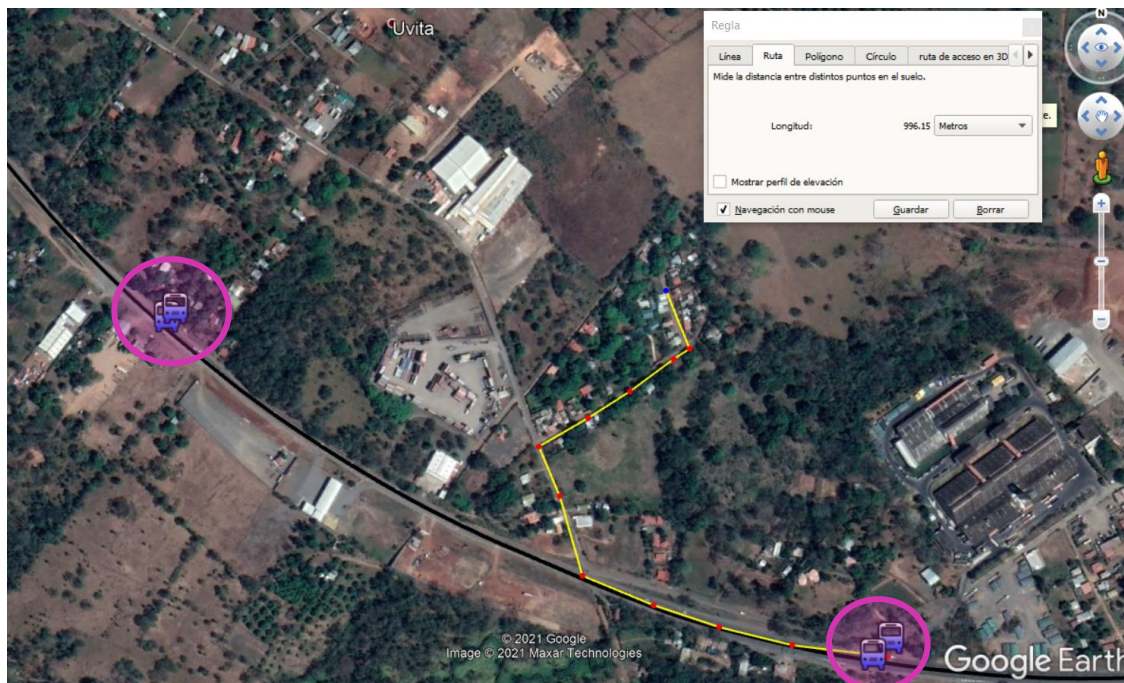 Uvita
Regla
Línea Ruta Polígono Círculo ruta de acceso en 3D
Mide la distancia entre distintos puntos en el suelo.
Longitud: 996.15 Metros
Mostrar perfil de elevación
Navegación con mouse Guardar Borrar
N
e.
© 2021 Google
Image © 2021 Maxar Technologies
Google Earth